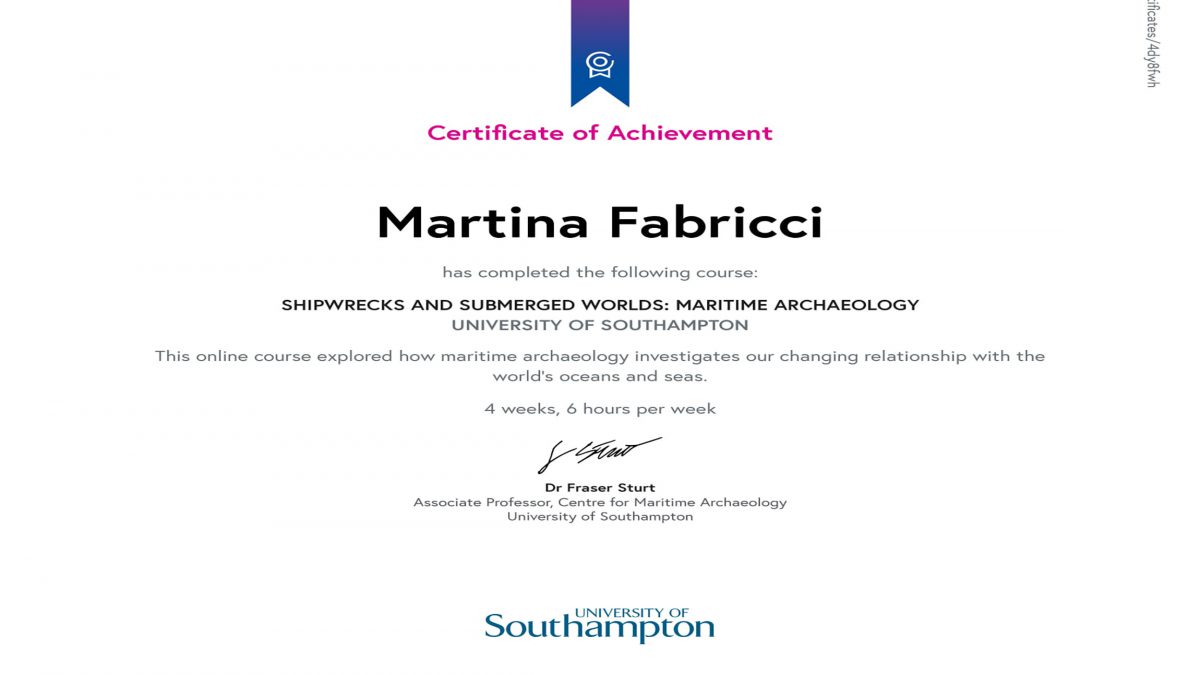 Certificate of Achievement
Martina Fabricci
has completed the following course:
SHIPWRECKS AND SUBMERGED WORLDS: MARITIME ARCHAEOLOGY
UNIVERSITY OF SOUTHAMPTON
This online course explored how maritime archaeology investigates our changing relationship with the
world's oceans and seas.
4 weeks, 6 hours per week
Dr Fraser Sturt
Associate Professor, Centre for Maritime Archaeology
University of Southampton
UNIVERSITY OF
Southampton
/4dy8fwh